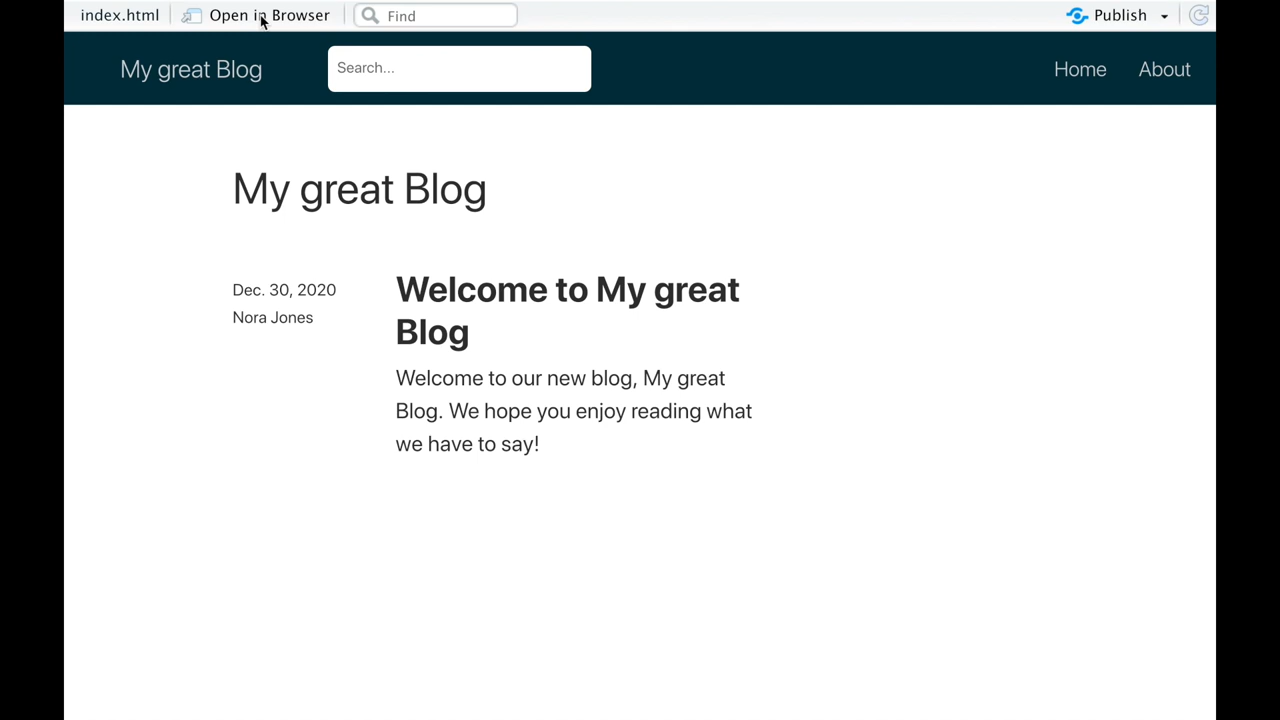 index.html Open in Browser Find Publish
My great Blog Search... Home About
My great Blog
Dec. 30, 2020
Nora Jones
Welcome to My great
Blog
Welcome to our new blog, My great
Blog. We hope you enjoy reading what
we have to say!